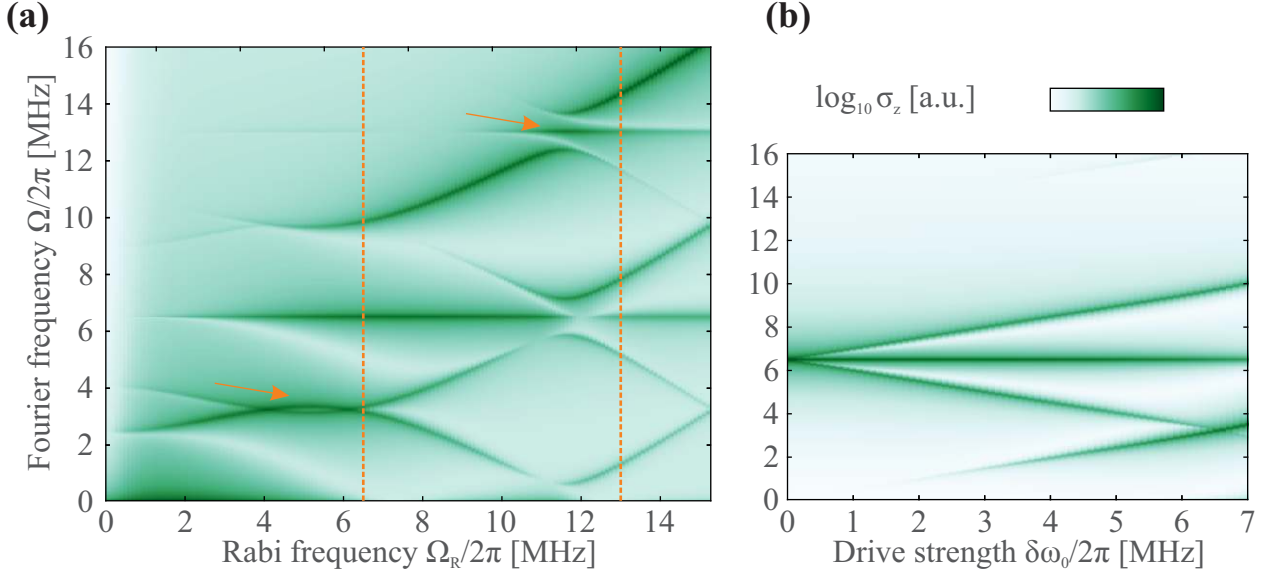 (a)
Fourier frequency Ω/2π [MHz]
16
14
12
10
8
6
4
2
0
0 2 4 6 8 10 12 14
Rabi frequency Ω_R/2π [MHz]
(b)
log₁₀ σ_z [a.u.]
16
14
12
10
8
6
4
2
0
0 1 2 3 4 5 6 7
Drive strength δω₀/2π [MHz]